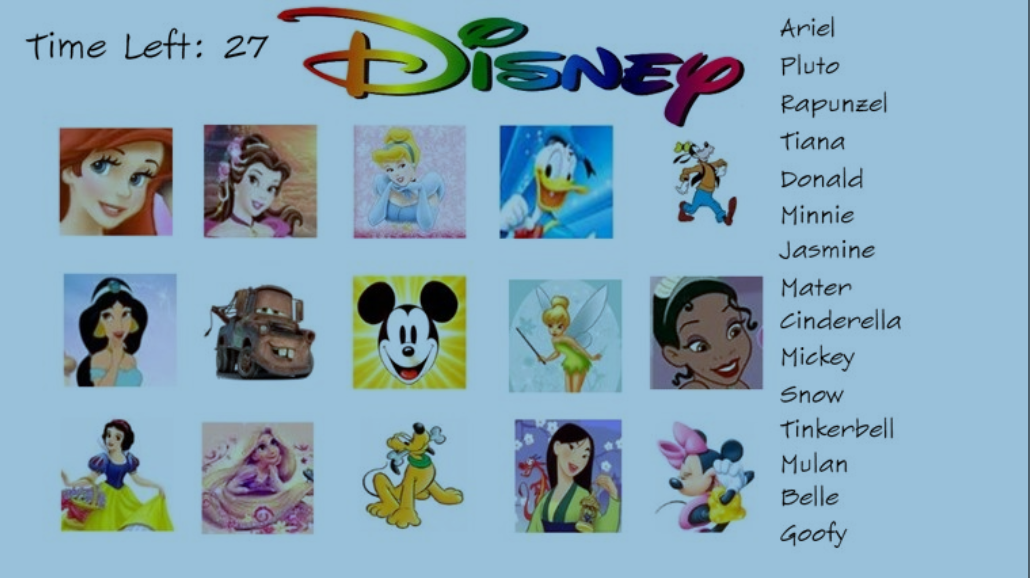 Time Left: 27
Disney
Ariel
Pluto
Rapunzel
Tiana
Donald
Minnie
Jasmine
Mater
Cinderella
Mickey
Snow
Tinkerbell
Mulan
Belle
Goofy